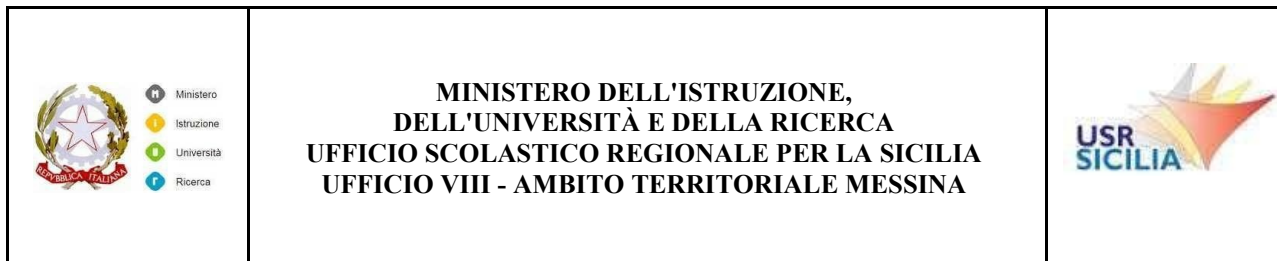 M Ministero
i Istruzione
U Università
r Ricerca
REPVBBLICA ITALIANA
MINISTERO DELL'ISTRUZIONE,
DELL'UNIVERSITÀ E DELLA RICERCA
UFFICIO SCOLASTICO REGIONALE PER LA SICILIA
UFFICIO VIII - AMBITO TERRITORIALE MESSINA
USR
SICILIA